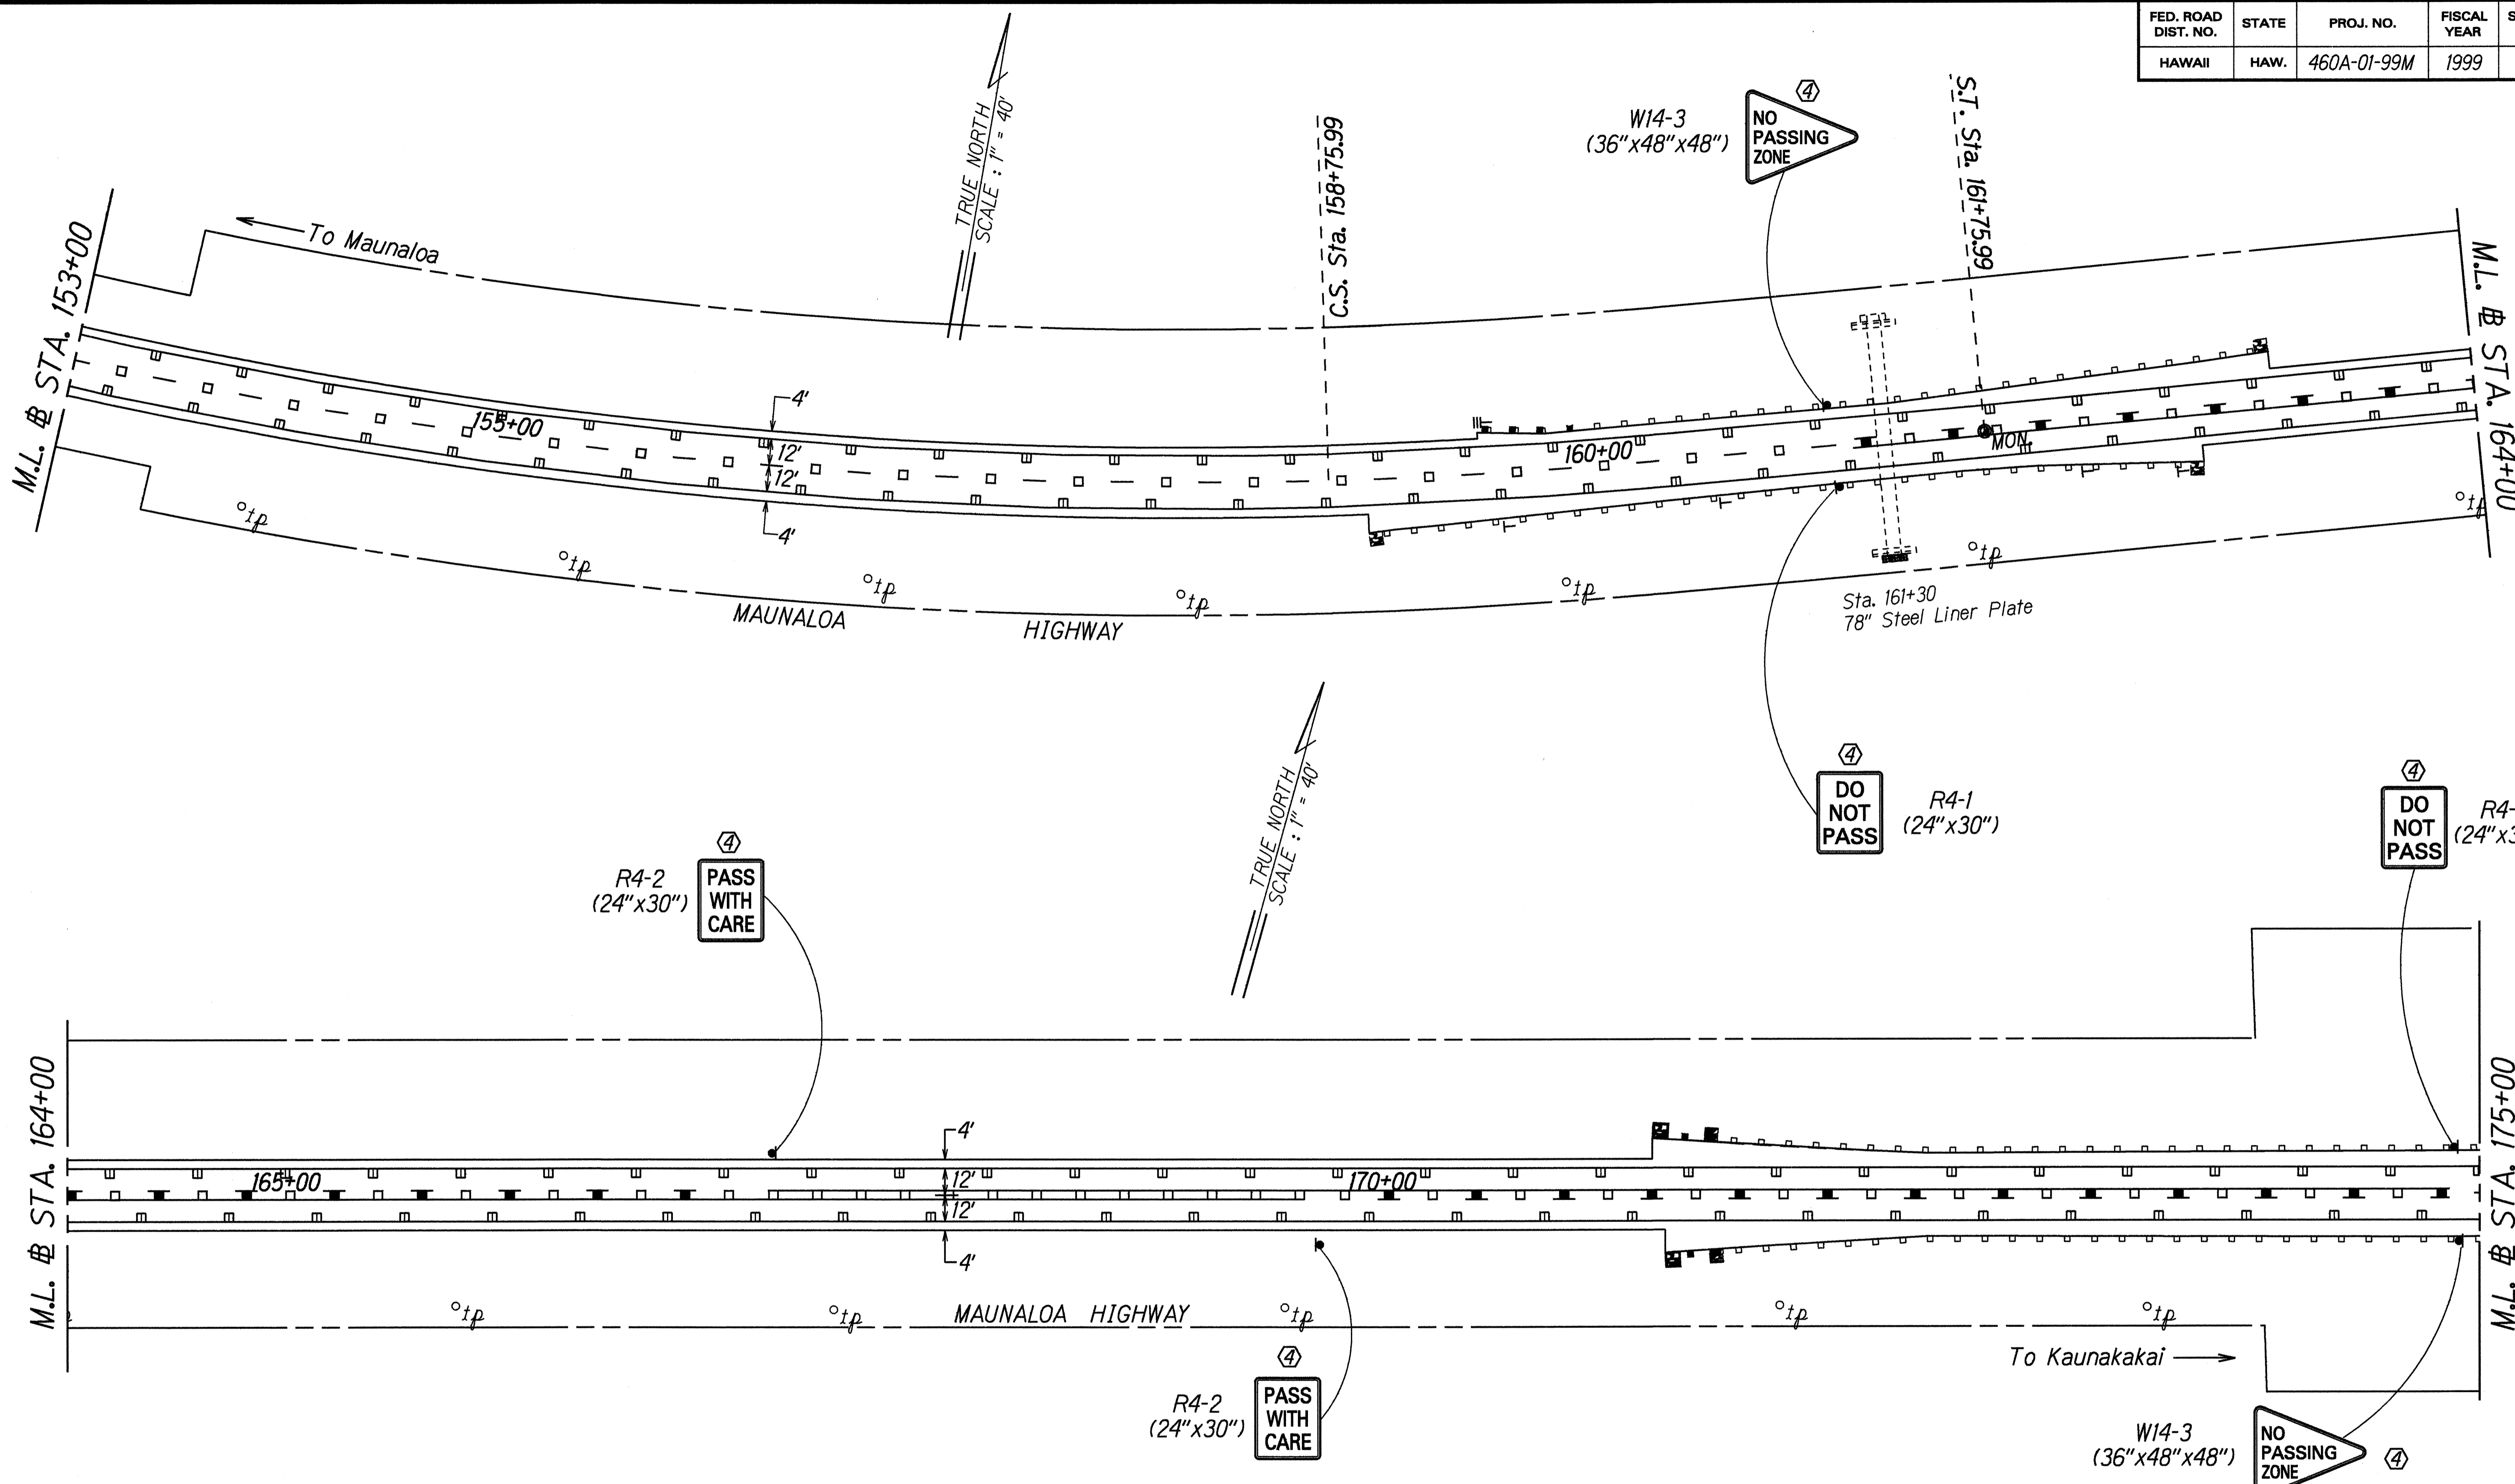 FED. ROAD DIST. NO.
STATE
PROJ. NO.
FISCAL YEAR
HAWAII
HAW.
460A-01-99M
1999
TRUE NORTH
SCALE : 1" = 40'
To Maunaloa
M.L. ⅊ STA. 153+00
155+00
4'
12'
12'
4'
C.S. Sta. 158+75.99
W14-3
(36"x48"x48")
4
NO
PASSING
ZONE
S.T. Sta. 161+75.99
160+00
MON.
M.L. ⅊ STA. 164+00
tp
tp
tp
tp
tp
tp
tp
MAUNALOA HIGHWAY
Sta. 161+30
78" Steel Liner Plate
4
DO
NOT
PASS
R4-1
(24"x30")
4
DO
NOT
PASS
TRUE NORTH
SCALE : 1" = 40'
4
R4-2
(24"x30")
PASS
WITH
CARE
M.L. ⅊ STA. 164+00
165+00
4'
12'
12'
4'
170+00
M.L. ⅊ STA. 175+00
tp
tp
tp
tp
tp
MAUNALOA HIGHWAY
To Kaunakakai
4
R4-2
(24"x30")
PASS
WITH
CARE
W14-3
(36"x48"x48")
NO
PASSING
ZONE
4